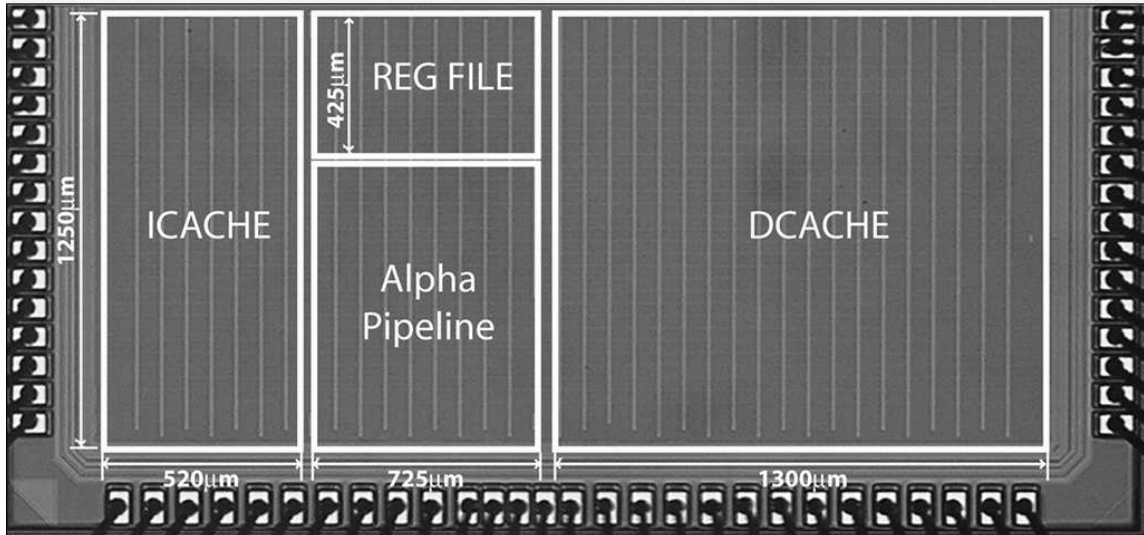 1250µm
ICACHE
520µm
425µm
REG FILE
Alpha
Pipeline
725µm
DCACHE
1300µm